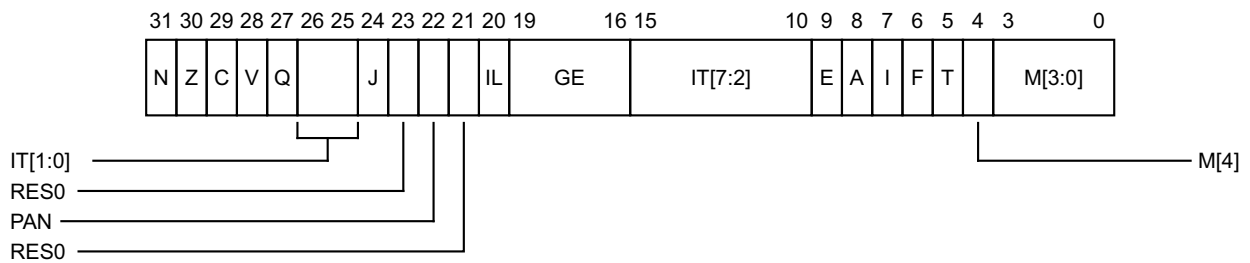 31 30 29 28 27 26 25 24 23 22 21 20 19 16 15 10 9 8 7 6 5 4 3 0
N Z C V Q J IL GE IT[7:2] E A I F T M[3:0]
IT[1:0] M[4]
RES0
PAN
RES0